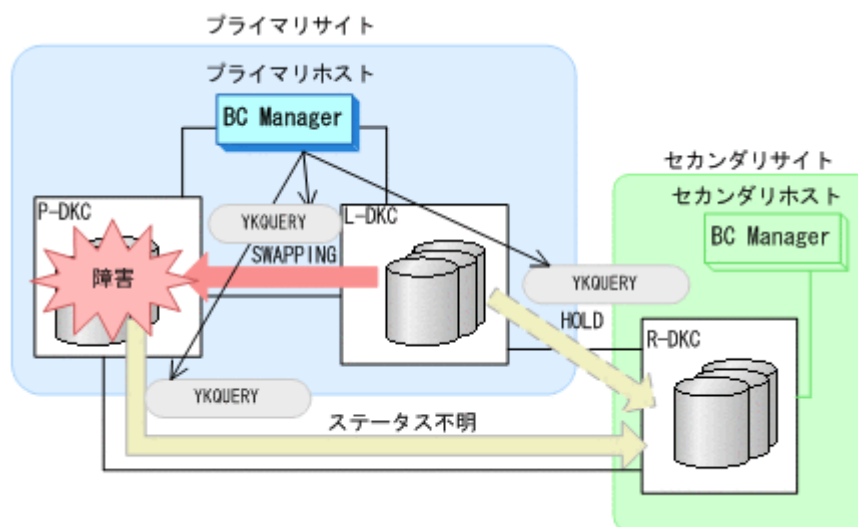 プライマリサイト
プライマリホスト
BC Manager
セカンダリサイト
セカンダリホスト
BC Manager
P-DKC
L-DKC
YKQUERY
SWAPPING
障害
YKQUERY
HOLD
R-DKC
YKQUERY
ステータス不明